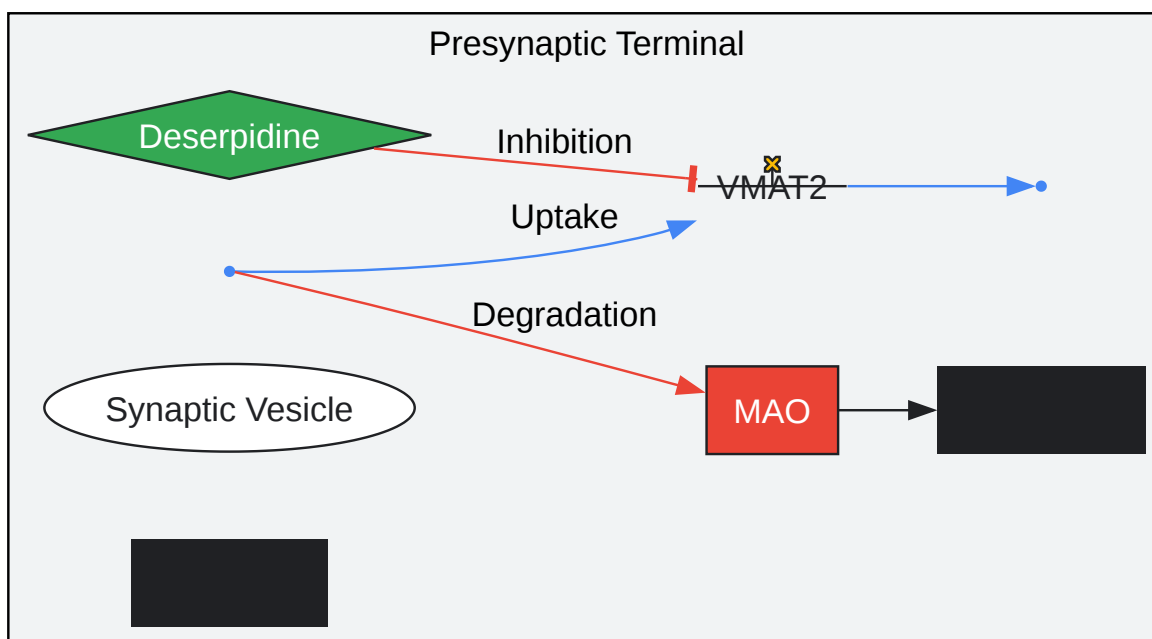 Presynaptic Terminal
Deserpidine
Inhibition
VMAT2
Uptake
Degradation
Synaptic Vesicle
MAO